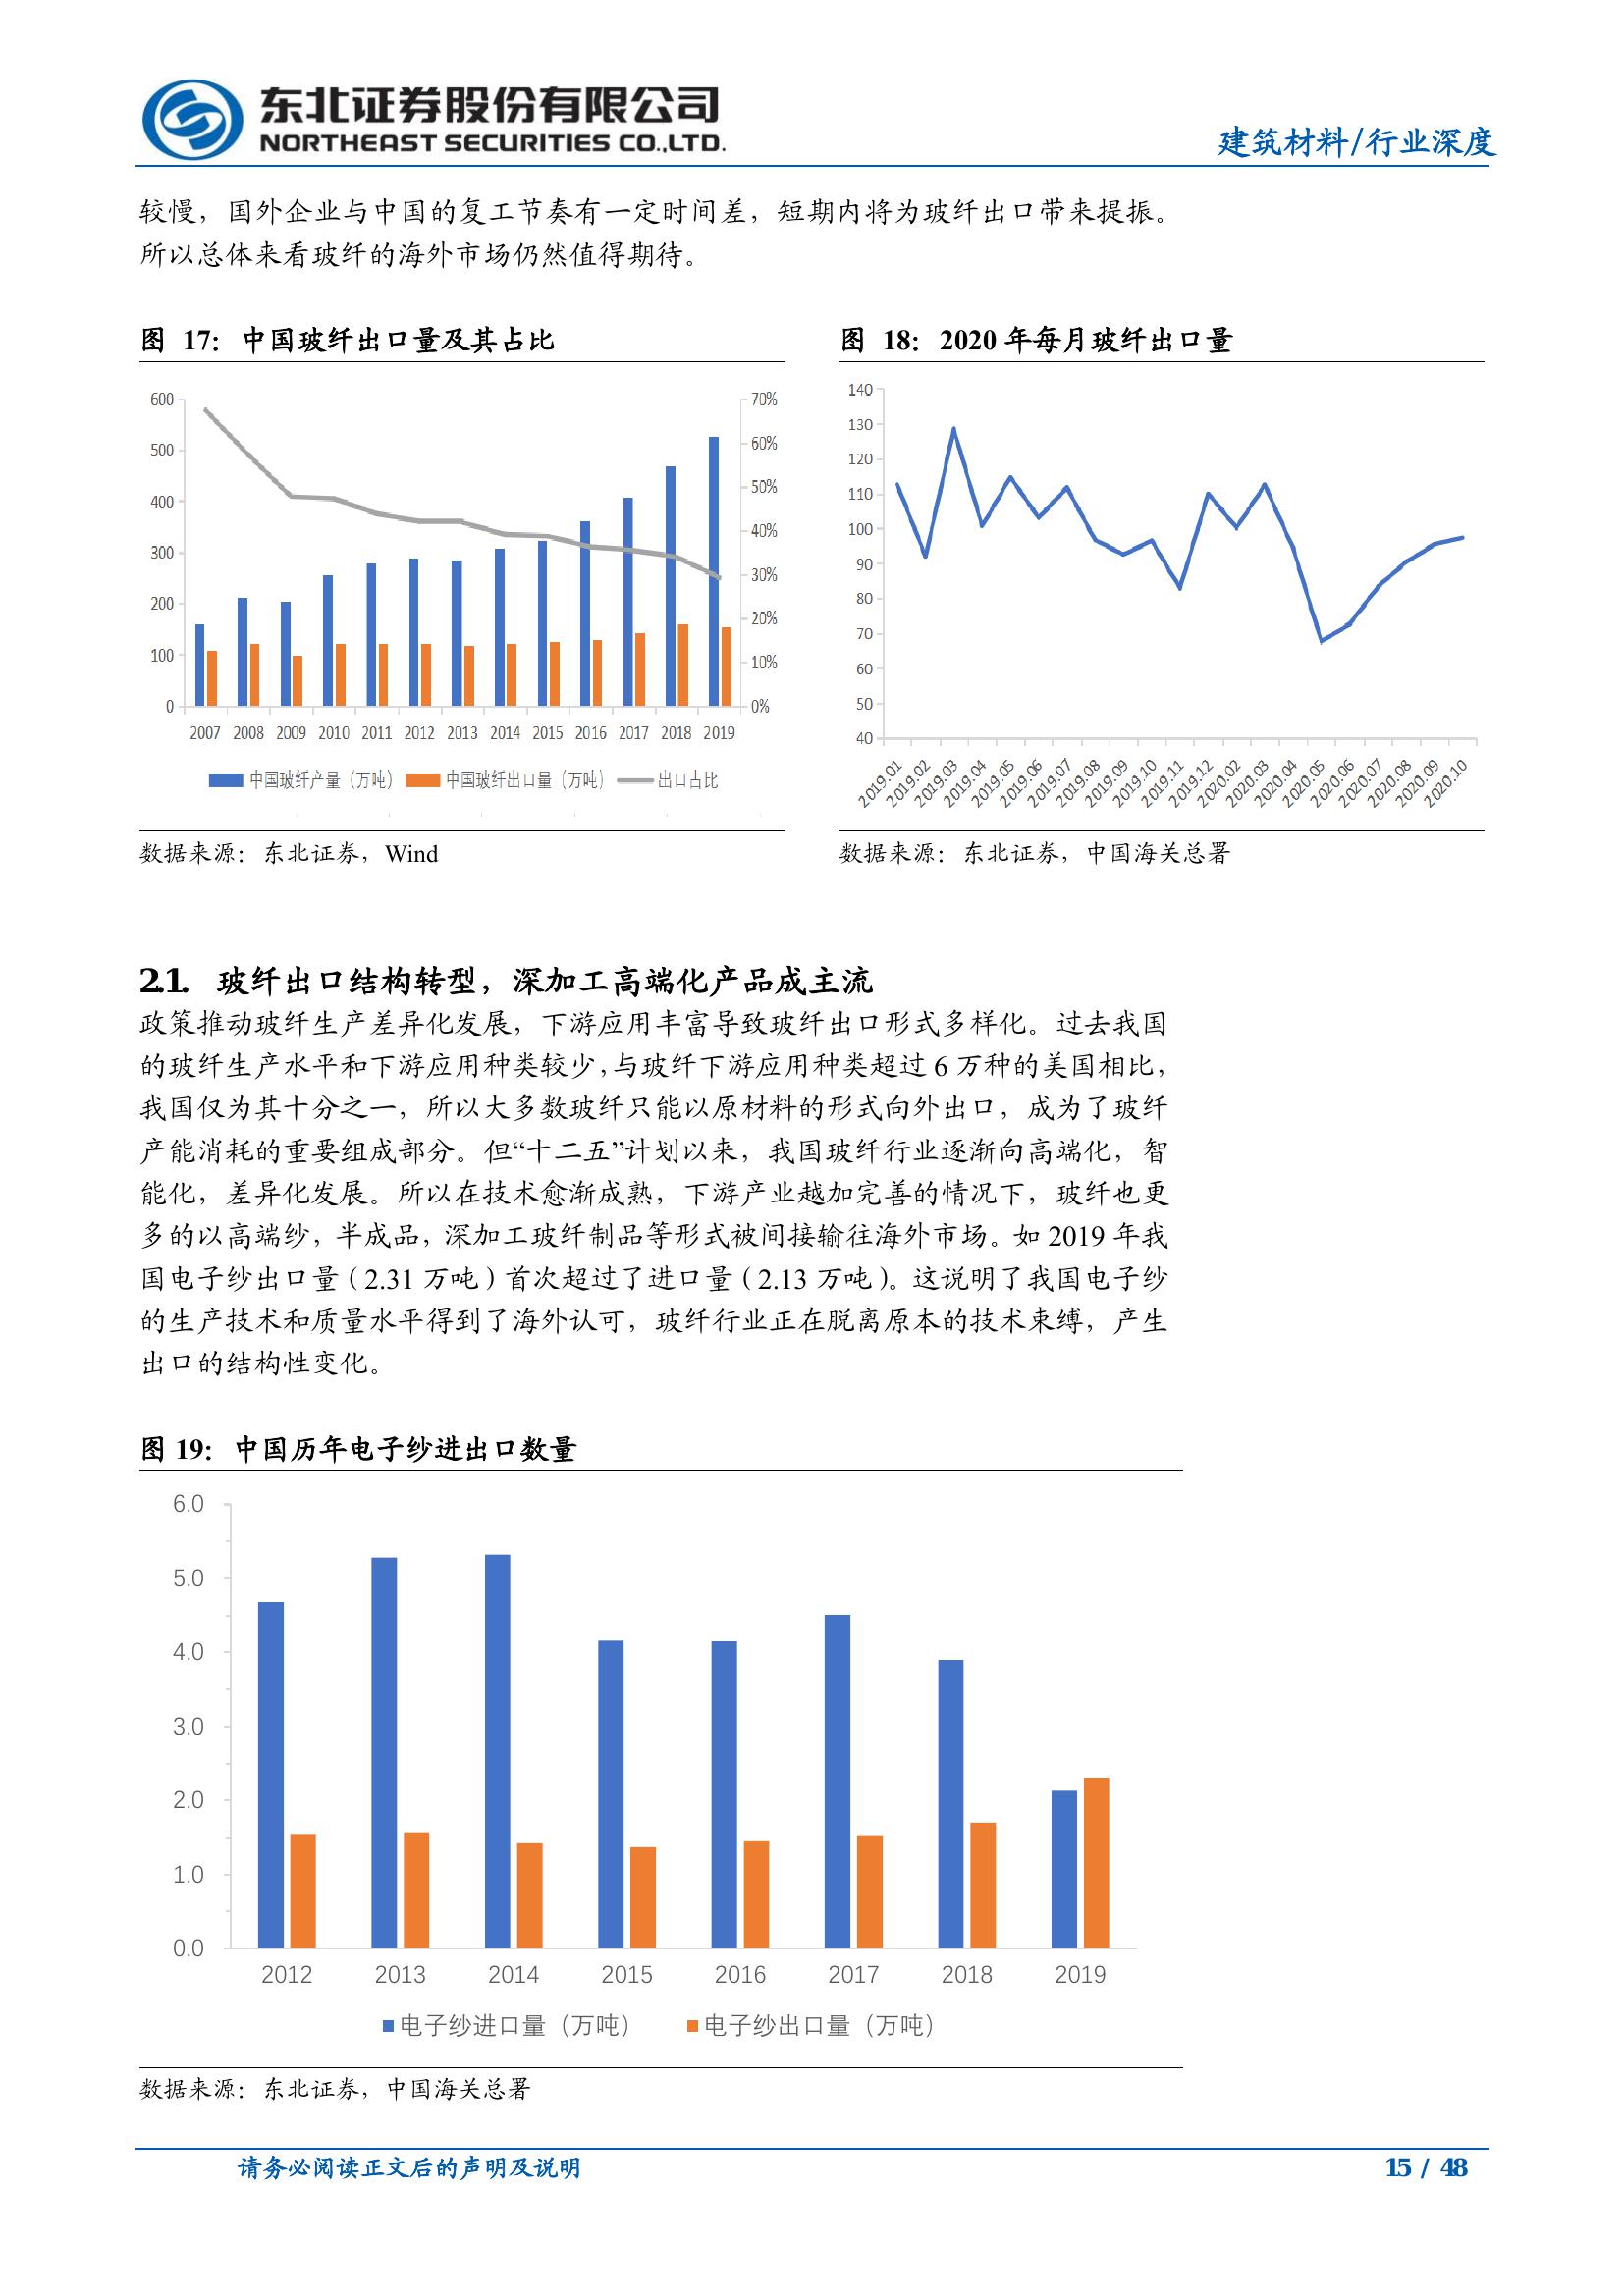 东北证券股份有限公司
NORTHEAST SECURITIES CO.,LTD.
建筑材料/行业深度
较慢，国外企业与中国的复工节奏有一定时间差，短期内将为玻纤出口带来提振。
所以总体来看玻纤的海外市场仍然值得期待。
图 17：中国玻纤出口量及其占比
600
500
400
300
200
100
0
70%
60%
50%
40%
30%
20%
10%
0%
2007 2008 2009 2010 2011 2012 2013 2014 2015 2016 2017 2018 2019
中国玻纤产量（万吨） 中国玻纤出口量（万吨） 出口占比
数据来源：东北证券，Wind
图 18：2020 年每月玻纤出口量
140
130
120
110
100
90
80
70
60
50
40
2019.01 2019.02 2019.03 2019.04 2019.05 2019.06 2019.07 2019.08 2019.09 2019.10 2019.11 2019.12 2020.02 2020.03 2020.04 2020.05 2020.06 2020.07 2020.08 2020.09 2020.10
数据来源：东北证券，中国海关总署
2.1. 玻纤出口结构转型，深加工高端化产品成主流
政策推动玻纤生产差异化发展，下游应用丰富导致玻纤出口形式多样化。过去我国
的玻纤生产水平和下游应用种类较少，与玻纤下游应用种类超过 6 万种的美国相比，
我国仅为其十分之一，所以大多数玻纤只能以原材料的形式向外出口，成为了玻纤
产能消耗的重要组成部分。但“十二五”计划以来，我国玻纤行业逐渐向高端化，智
能化，差异化发展。所以在技术愈渐成熟，下游产业越加完善的情况下，玻纤也更
多的以高端纱，半成品，深加工玻纤制品等形式被间接输往海外市场。如 2019 年我
国电子纱出口量（2.31 万吨）首次超过了进口量（2.13 万吨）。这说明了我国电子纱
的生产技术和质量水平得到了海外认可，玻纤行业正在脱离原本的技术束缚，产生
出口的结构性变化。
图 19：中国历年电子纱进出口数量
6.0
5.0
4.0
3.0
2.0
1.0
0.0
2012 2013 2014 2015 2016 2017 2018 2019
电子纱进口量（万吨） 电子纱出口量（万吨）
数据来源：东北证券，中国海关总署
请务必阅读正文后的声明及说明
15 / 48